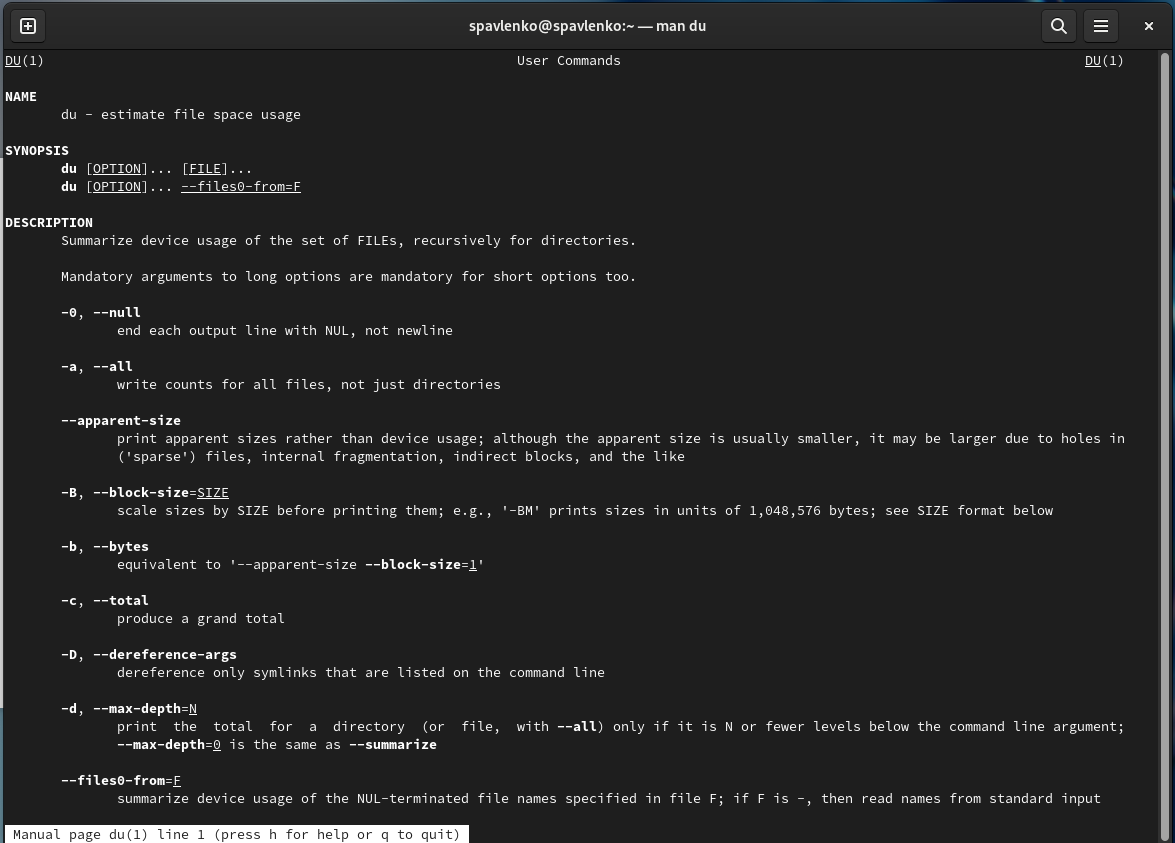 spavlenko@spavlenko:~ — man du
DU(1) User Commands DU(1)
NAME
du - estimate file space usage
SYNOPSIS
du [OPTION]... [FILE]...
du [OPTION]... --files0-from=F
DESCRIPTION
Summarize device usage of the set of FILEs, recursively for directories.
Mandatory arguments to long options are mandatory for short options too.
-0, --null
end each output line with NUL, not newline
-a, --all
write counts for all files, not just directories
--apparent-size
print apparent sizes rather than device usage; although the apparent size is usually smaller, it may be larger due to holes in
('sparse') files, internal fragmentation, indirect blocks, and the like
-B, --block-size=SIZE
scale sizes by SIZE before printing them; e.g., '-BM' prints sizes in units of 1,048,576 bytes; see SIZE format below
-b, --bytes
equivalent to '--apparent-size --block-size=1'
-c, --total
produce a grand total
-D, --dereference-args
dereference only symlinks that are listed on the command line
-d, --max-depth=N
print the total for a directory (or file, with --all) only if it is N or fewer levels below the command line argument;
--max-depth=0 is the same as --summarize
--files0-from=F
summarize device usage of the NUL-terminated file names specified in file F; if F is -, then read names from standard input
Manual page du(1) line 1 (press h for help or q to quit)